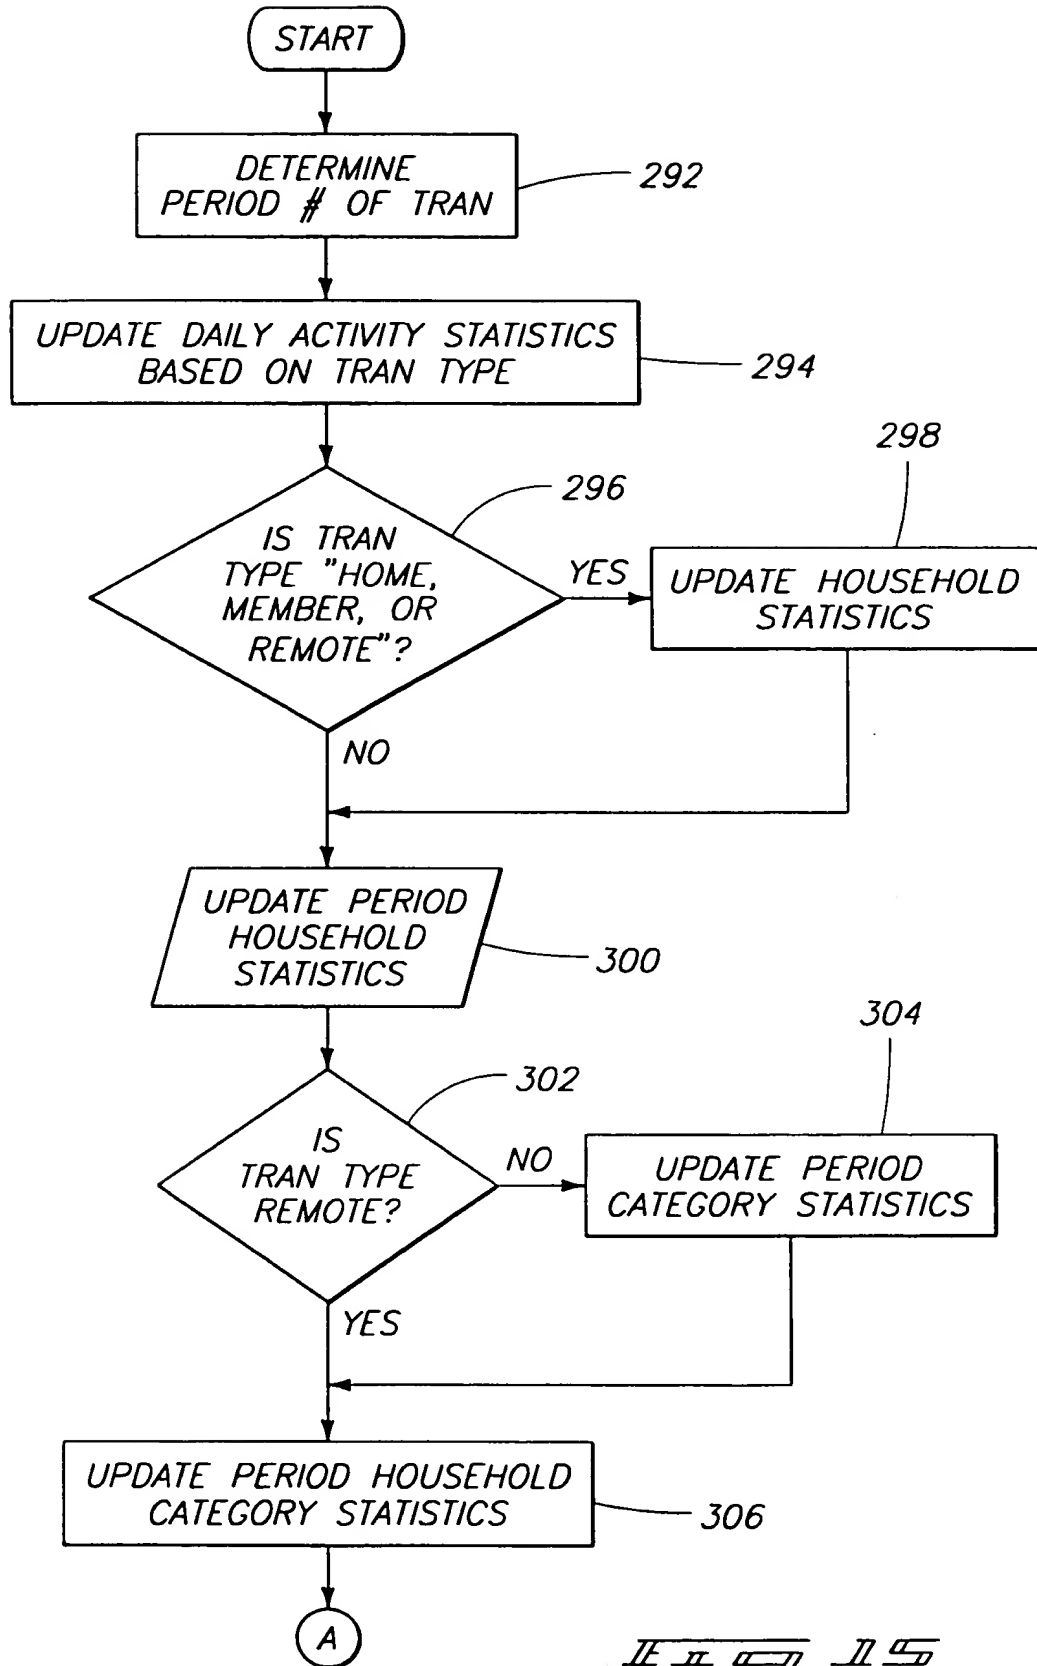 START
DETERMINE
PERIOD # OF TRAN
292
UPDATE DAILY ACTIVITY STATISTICS
BASED ON TRAN TYPE
294
296
298
IS TRAN
TYPE "HOME,
MEMBER, OR
REMOTE"?
YES
UPDATE HOUSEHOLD
STATISTICS
NO
UPDATE PERIOD
HOUSEHOLD
STATISTICS
300
302
304
IS
TRAN TYPE
REMOTE?
NO
UPDATE PERIOD
CATEGORY STATISTICS
YES
UPDATE PERIOD HOUSEHOLD
CATEGORY STATISTICS
306
A
FIG 15